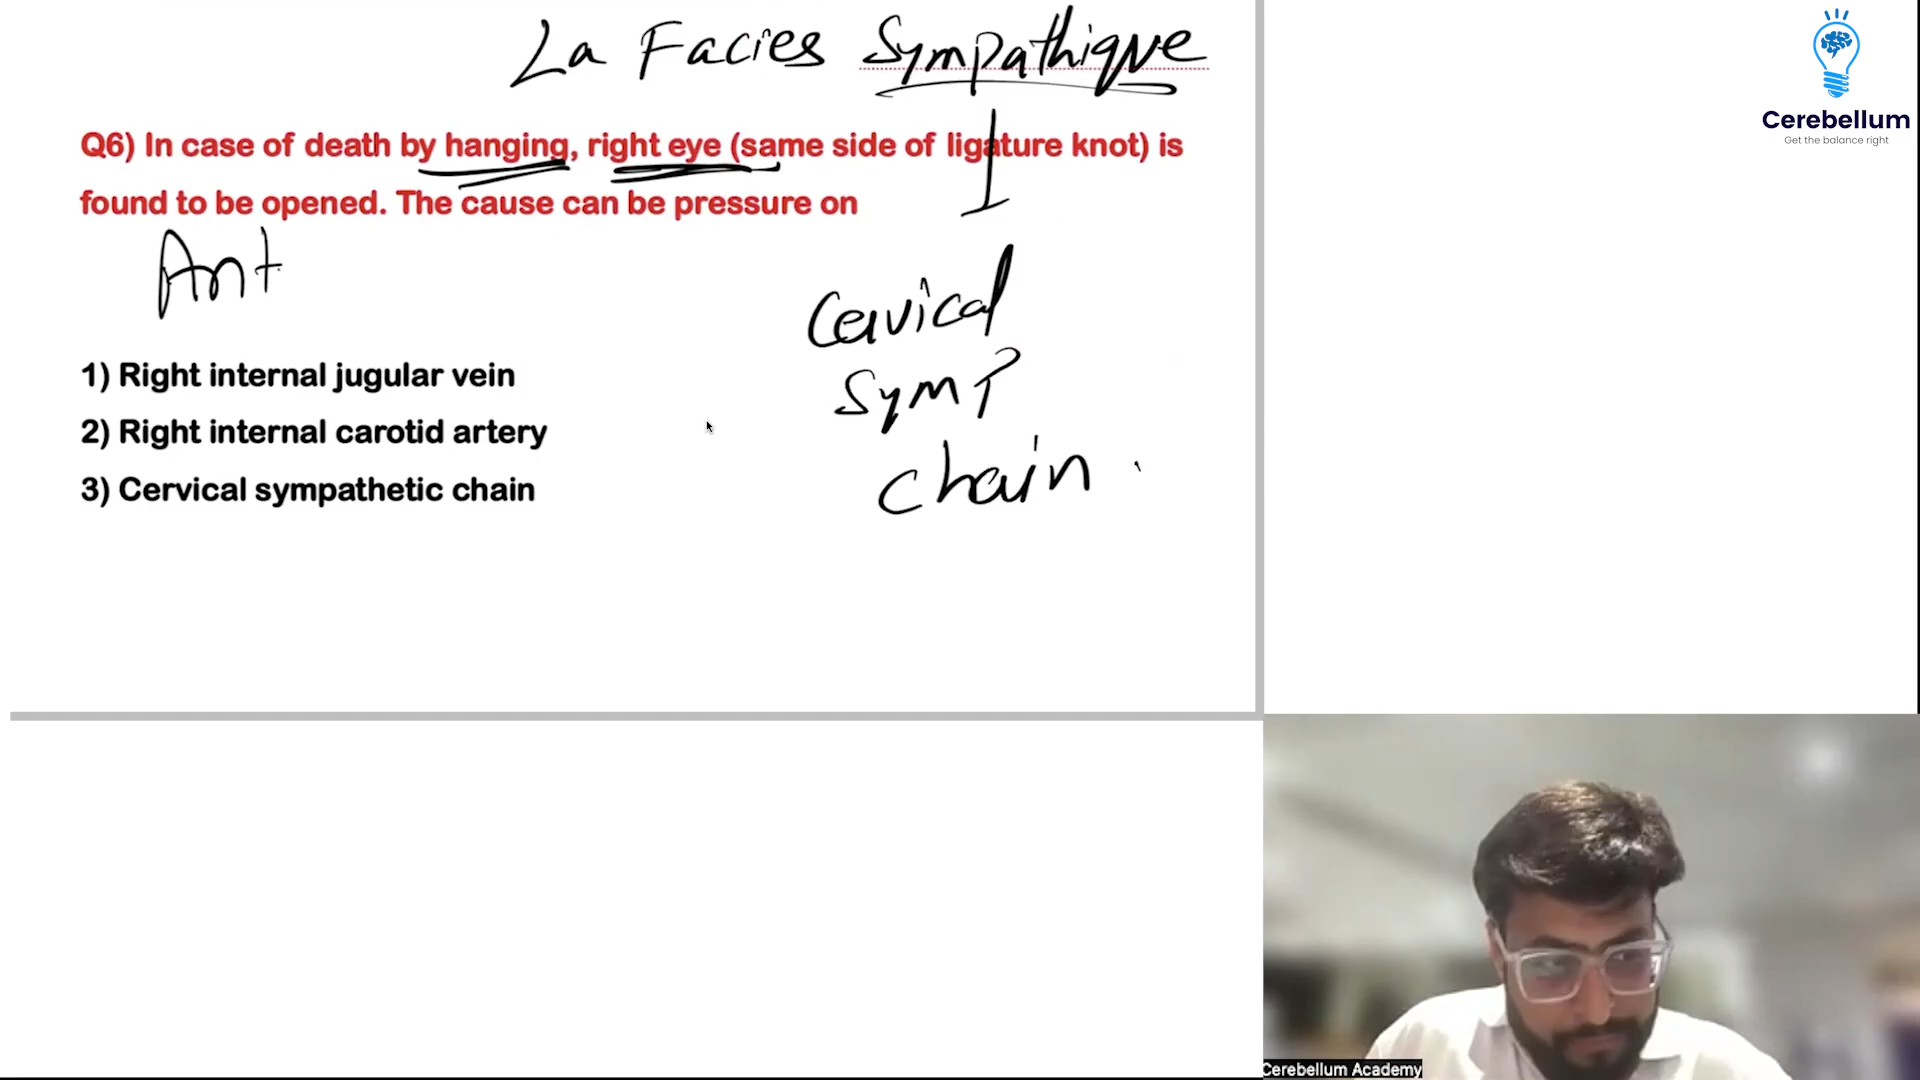 La Facies Sympathique
Q6) In case of death by hanging, right eye (same side of ligature knot) is
found to be opened. The cause can be pressure on
Ant
Cervical
Symp
chain
1) Right internal jugular vein
2) Right internal carotid artery
3) Cervical sympathetic chain
Cerebellum
Get the balance right
Cerebellum Academy